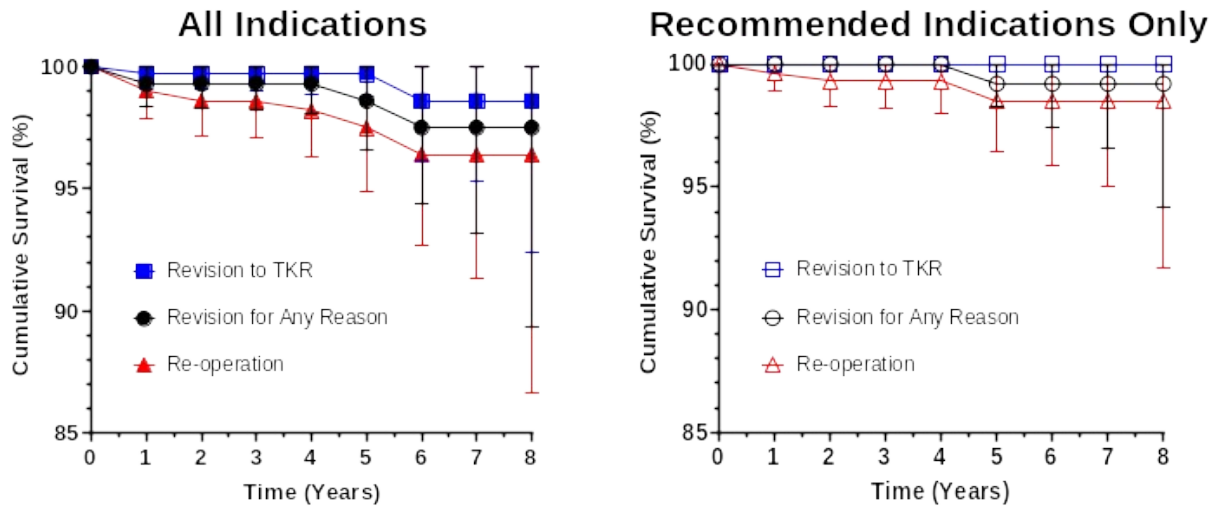 All Indications
Cumulative Survival (%)
100
95
90
85
Revision to TKR
Revision for Any Reason
Re-operation
0 1 2 3 4 5 6 7 8
Time (Years)
Recommended Indications Only
Cumulative Survival (%)
100
95
90
85
Revision to TKR
Revision for Any Reason
Re-operation
0 1 2 3 4 5 6 7 8
Time (Years)